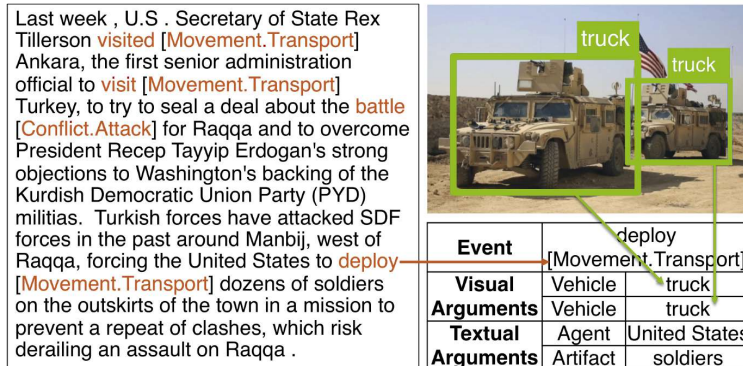 Last week , U.S . Secretary of State Rex
Tillerson visited [Movement.Transport]
Ankara, the first senior administration
official to visit [Movement.Transport]
Turkey, to try to seal a deal about the battle
[Conflict.Attack] for Raqqa and to overcome
President Recep Tayyip Erdogan's strong
objections to Washington's backing of the
Kurdish Democratic Union Party (PYD)
militias. Turkish forces have attacked SDF
forces in the past around Manbij, west of
Raqqa, forcing the United States to deploy
[Movement.Transport] dozens of soldiers
on the outskirts of the town in a mission to
prevent a repeat of clashes, which risk
derailing an assault on Raqqa .
truck
truck
Event deploy
[Movement.Transport]
Visual Vehicle truck
Arguments Vehicle truck
Textual Agent United States
Arguments Artifact soldiers